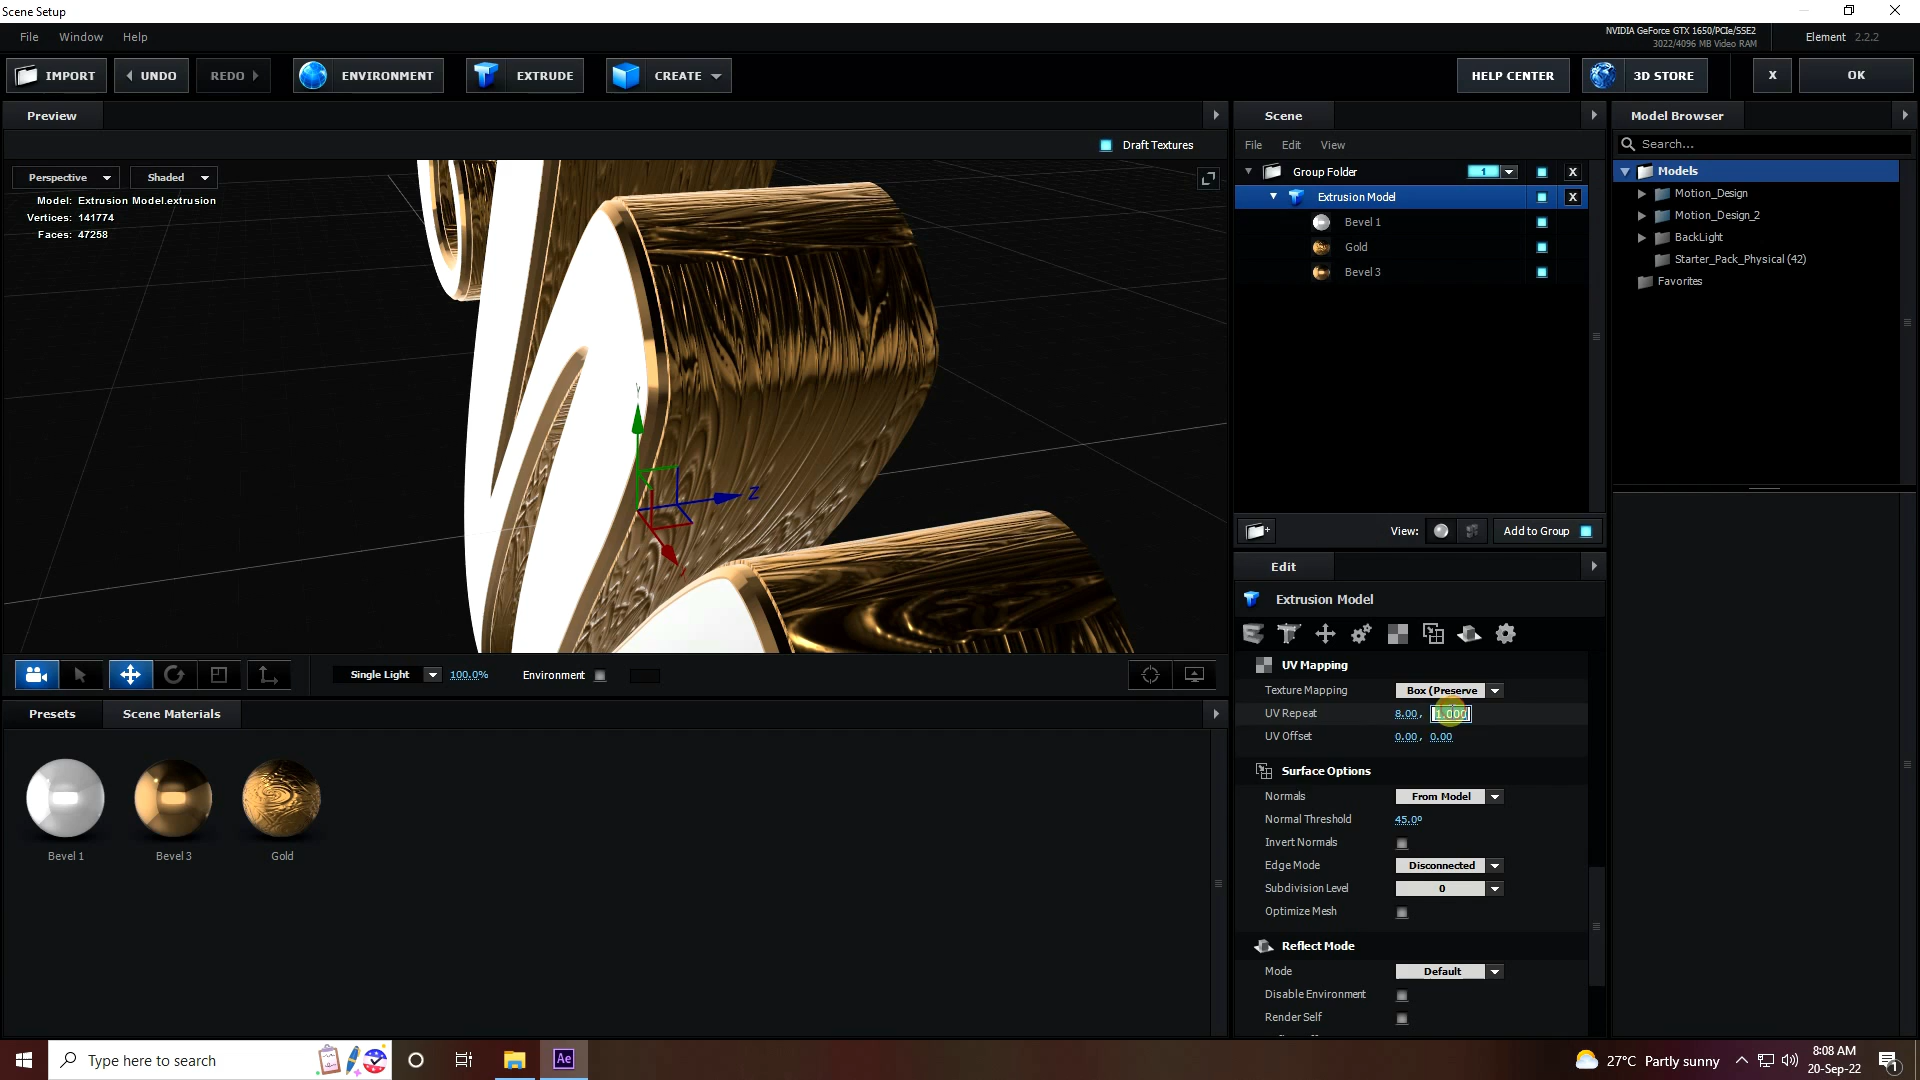 Scene Setup
File Window Help
NVIDIA GeForce GTX 1650/PCIe/SSE2
3022/4096 MB Video RAM
Element 2.2.2
IMPORT UNDO REDO ENVIRONMENT EXTRUDE CREATE HELP CENTER 3D STORE X OK
Preview
Draft Textures
Perspective Shaded
Model: Extrusion Model.extrusion
Vertices: 141774
Faces: 47258
Y
Z
Single Light 100.0% Environment
Presets Scene Materials
Bevel 1 Bevel 3 Gold
Scene
File Edit View
Group Folder 1 X
Extrusion Model X
Bevel 1
Gold
Bevel 3
View: Add to Group
Edit
Extrusion Model
UV Mapping
Texture Mapping Box (Preserve
UV Repeat 8.00, 1.000
UV Offset 0.00, 0.00
Surface Options
Normals From Model
Normal Threshold 45.0º
Invert Normals
Edge Mode Disconnected
Subdivision Level 0
Optimize Mesh
Reflect Mode
Mode Default
Disable Environment
Render Self
Model Browser
Search...
Models
Motion_Design
Motion_Design_2
BackLight
Starter_Pack_Physical (42)
Favorites
Type here to search
Ae
27°C Partly sunny
8:08 AM
20-Sep-22
1